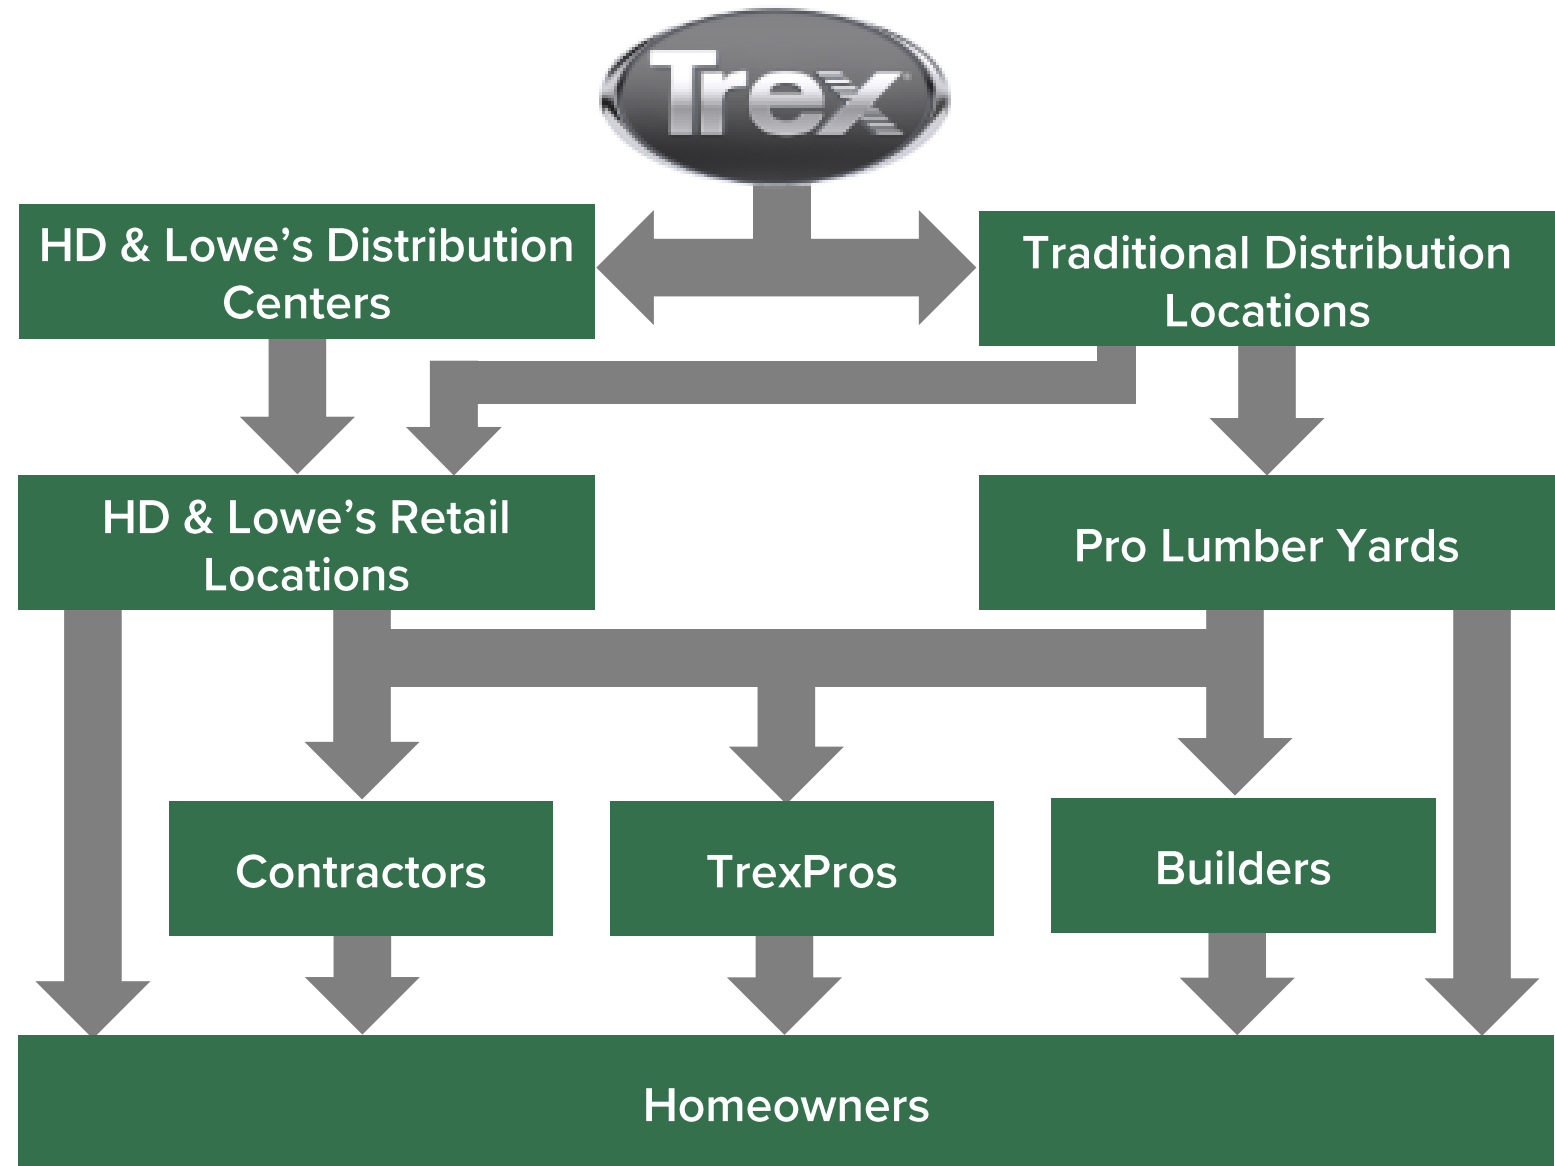 Trex
HD & Lowe’s Distribution
Centers
Traditional Distribution
Locations
HD & Lowe’s Retail
Locations
Pro Lumber Yards
Contractors
TrexPros
Builders
Homeowners